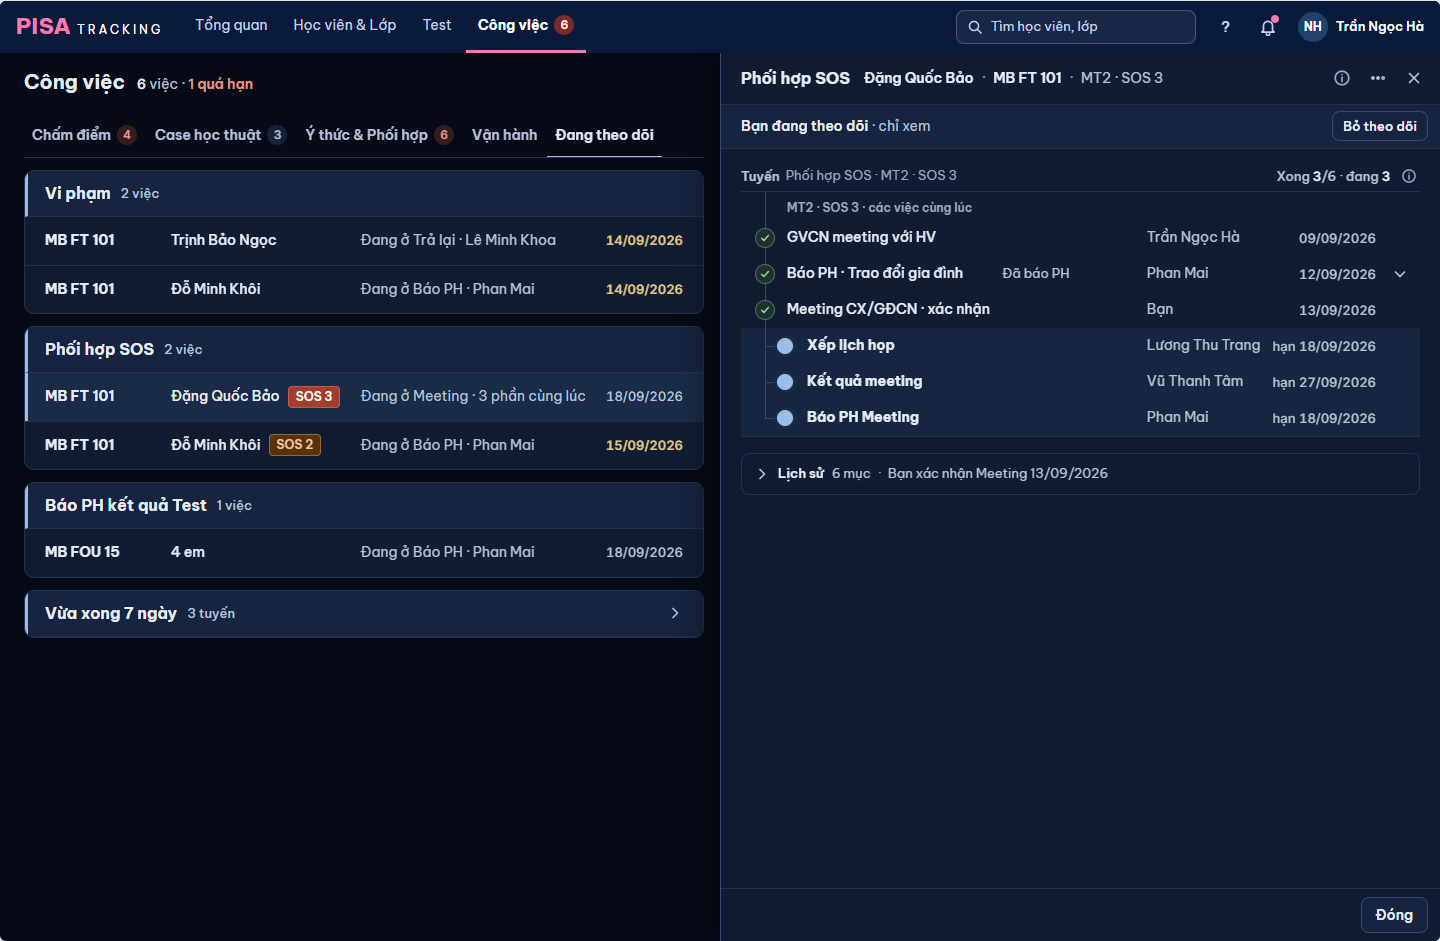 PISA TRACKING Tổng quan Học viên & Lớp Test Công việc 6 Tìm học viên, lớp ? NH Trần Ngọc Hà
Công việc 6 việc · 1 quá hạn
Chấm điểm 4 Case học thuật 3 Ý thức & Phối hợp 6 Vận hành Đang theo dõi
Vi phạm 2 việc
MB FT 101 Trịnh Bảo Ngọc Đang ở Trả lại · Lê Minh Khoa 14/09/2026
MB FT 101 Đỗ Minh Khôi Đang ở Báo PH · Phan Mai 14/09/2026
Phối hợp SOS 2 việc
MB FT 101 Đặng Quốc Bảo SOS 3 Đang ở Meeting · 3 phần cùng lúc 18/09/2026
MB FT 101 Đỗ Minh Khôi SOS 2 Đang ở Báo PH · Phan Mai 15/09/2026
Báo PH kết quả Test 1 việc
MB FOU 15 4 em Đang ở Báo PH · Phan Mai 18/09/2026
Vừa xong 7 ngày 3 tuyến
Phối hợp SOS Đặng Quốc Bảo · MB FT 101 · MT2 · SOS 3
Bạn đang theo dõi · chỉ xem Bỏ theo dõi
Tuyến Phối hợp SOS · MT2 · SOS 3 Xong 3/6 · đang 3
MT2 · SOS 3 · các việc cùng lúc
GVCN meeting với HV Trần Ngọc Hà 09/09/2026
Báo PH · Trao đổi gia đình Đã báo PH Phan Mai 12/09/2026
Meeting CX/GĐCN · xác nhận Bạn 13/09/2026
Xếp lịch họp Lương Thu Trang hạn 18/09/2026
Kết quả meeting Vũ Thanh Tâm hạn 27/09/2026
Báo PH Meeting Phan Mai hạn 18/09/2026
Lịch sử 6 mục · Bạn xác nhận Meeting 13/09/2026
Đóng